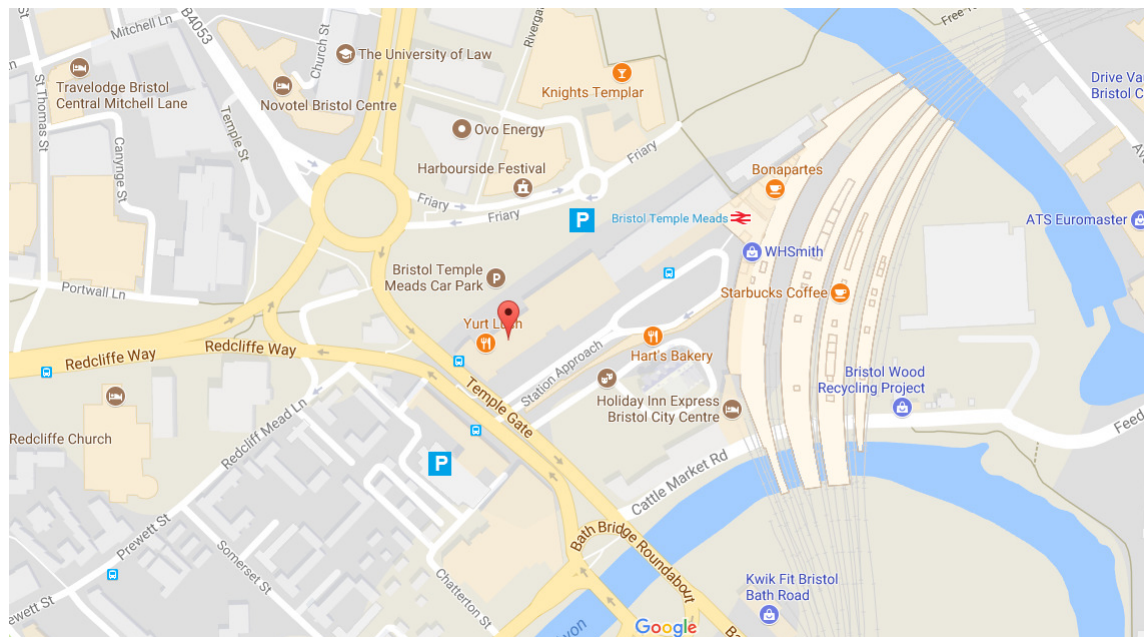 Mitchell Ln
B4053
Church St
Rivergat
Free-
The University of Law
Travelodge Bristol
Central Mitchell Lane
Novotel Bristol Centre
Knights Templar
Drive Va
Bristol C
St Thomas St
Canynge St
Temple St
Ovo Energy
Harbourside Festival
Friary
Friary
Friary
Bonapartes
P
Bristol Temple Meads
ATS Euromaster
WHSmith
Portwall Ln
Bristol Temple
Meads Car Park
P
Starbucks Coffee
Yurt Lush
Redcliffe Way
Redcliffe Way
Station Approach
Hart's Bakery
Bristol Wood
Recycling Project
Temple Gate
Holiday Inn Express
Bristol City Centre
Redcliffe Church
Redcliff Mead Ln
Feed
P
Cattle Market Rd
Prewett St
Somerset St
Bath Bridge Roundabout
Chatterton St
Kwik Fit Bristol
Bath Road
ewett St
Google
von
Ba